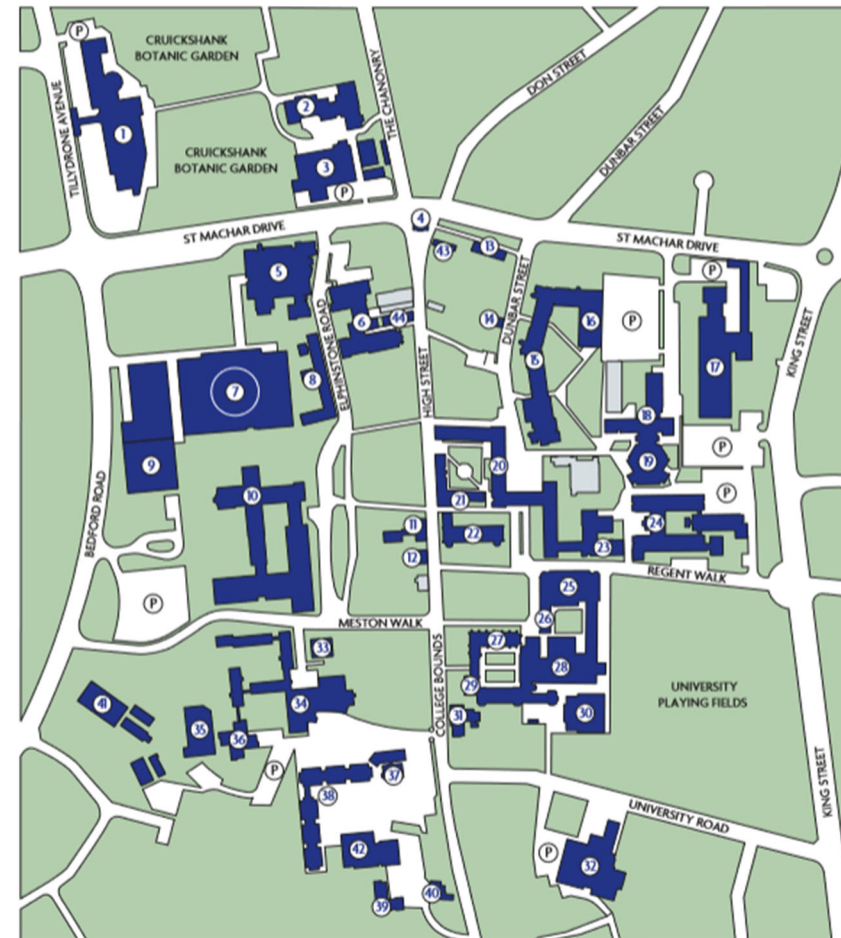 P
CRUICKSHANK
BOTANIC GARDEN
TILLYDRONE AVENUE
1
2
THE CHANONRY
DON STREET
DUNBAR STREET
CRUICKSHANK
BOTANIC GARDEN
3
P
4
ST MACHAR DRIVE
ST MACHAR DRIVE
43
13
P
5
ELPHINSTONE ROAD
6
44
HIGH STREET
14
DUNBAR STREET
16
P
15
17
KING STREET
7
8
18
19
P
P
9
BEDFORD ROAD
10
20
21
11
22
12
23
24
REGENT WALK
P
MESTON WALK
25
26
COLLEGE BOUNDS
27
28
29
30
31
UNIVERSITY
PLAYING FIELDS
33
34
41
35
36
P
37
38
42
39
40
KING STREET
UNIVERSITY ROAD
P
32